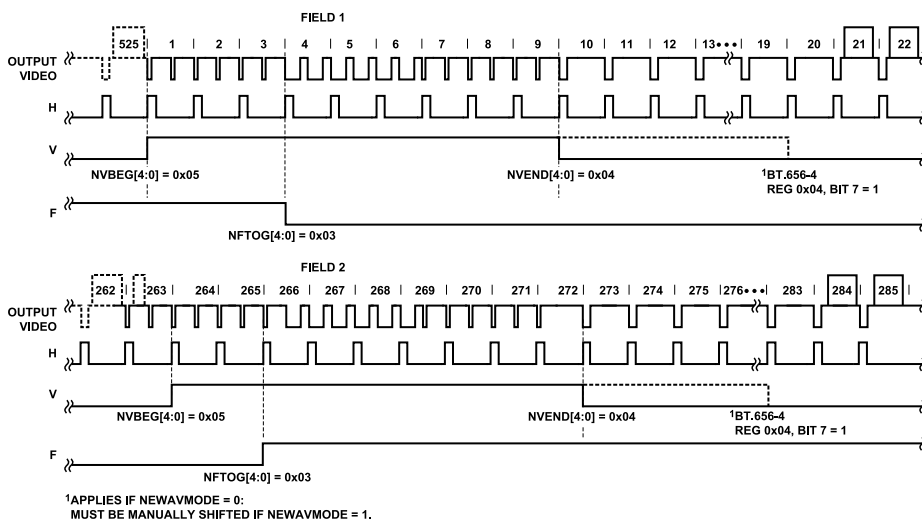 FIELD 1
525 1 2 3 4 5 6 7 8 9 10 11 12 13••• 19 20 21 22
OUTPUT
VIDEO
H
V
NVBEG[4:0] = 0x05
NVEND[4:0] = 0x04
1BT.656-4
REG 0x04, BIT 7 = 1
F
NFTOG[4:0] = 0x03
FIELD 2
262 263 264 265 266 267 268 269 270 271 272 273 274 275 276••• 283 284 285
OUTPUT
VIDEO
H
V
NVBEG[4:0] = 0x05
NVEND[4:0] = 0x04
1BT.656-4
REG 0x04, BIT 7 = 1
F
NFTOG[4:0] = 0x03
1APPLIES IF NEWAVMODE = 0:
MUST BE MANUALLY SHIFTED IF NEWAVMODE = 1.